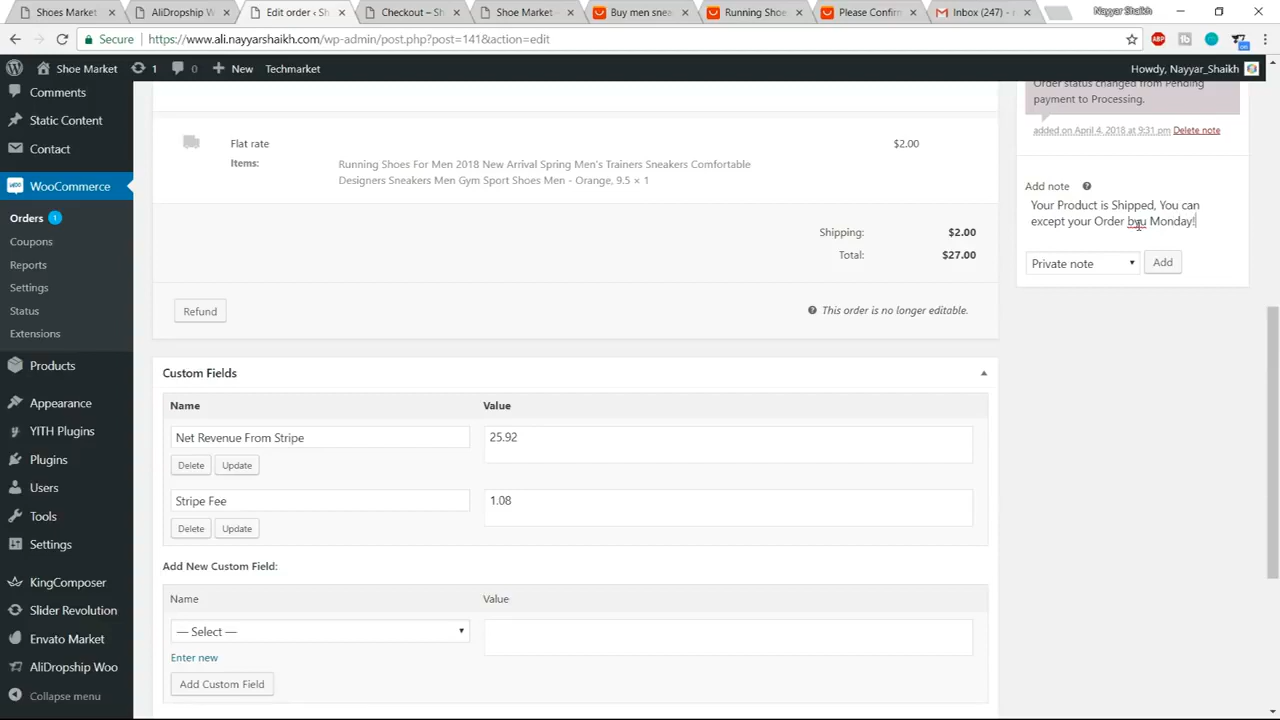 Shoes Market
AliDropship W
Edit order ‹ Sh
Checkout – Sh
Shoe Market
Buy men snea
Running Shoe
Please Confirm
Inbox (247) - r
Nayyar Shaikh
Secure
https://www.ali.nayyarshaikh.com/wp-admin/post.php?post=141&action=edit
Shoe Market
1
0
New
Techmarket
Howdy, Nayyar_Shaikh
Comments
Static Content
Contact
WooCommerce
Orders 1
Coupons
Reports
Settings
Status
Extensions
Products
Appearance
YITH Plugins
Plugins
Users
Tools
Settings
KingComposer
Slider Revolution
Envato Market
AliDropship Woo
Collapse menu
Flat rate
$2.00
Items:
Running Shoes For Men 2018 New Arrival Spring Men's Trainers Sneakers Comfortable
Designers Sneakers Men Gym Sport Shoes Men - Orange, 9.5 × 1
Shipping: $2.00
Total: $27.00
Refund
This order is no longer editable.
Custom Fields
Name Value
Net Revenue From Stripe 25.92
Delete Update
Stripe Fee 1.08
Delete Update
Add New Custom Field:
Name Value
— Select —
Enter new
Add Custom Field
Order status changed from Pending
payment to Processing.
added on April 4, 2018 at 9:31 pm Delete note
Add note
Your Product is Shipped, You can
except your Order byu Monday!
Private note Add